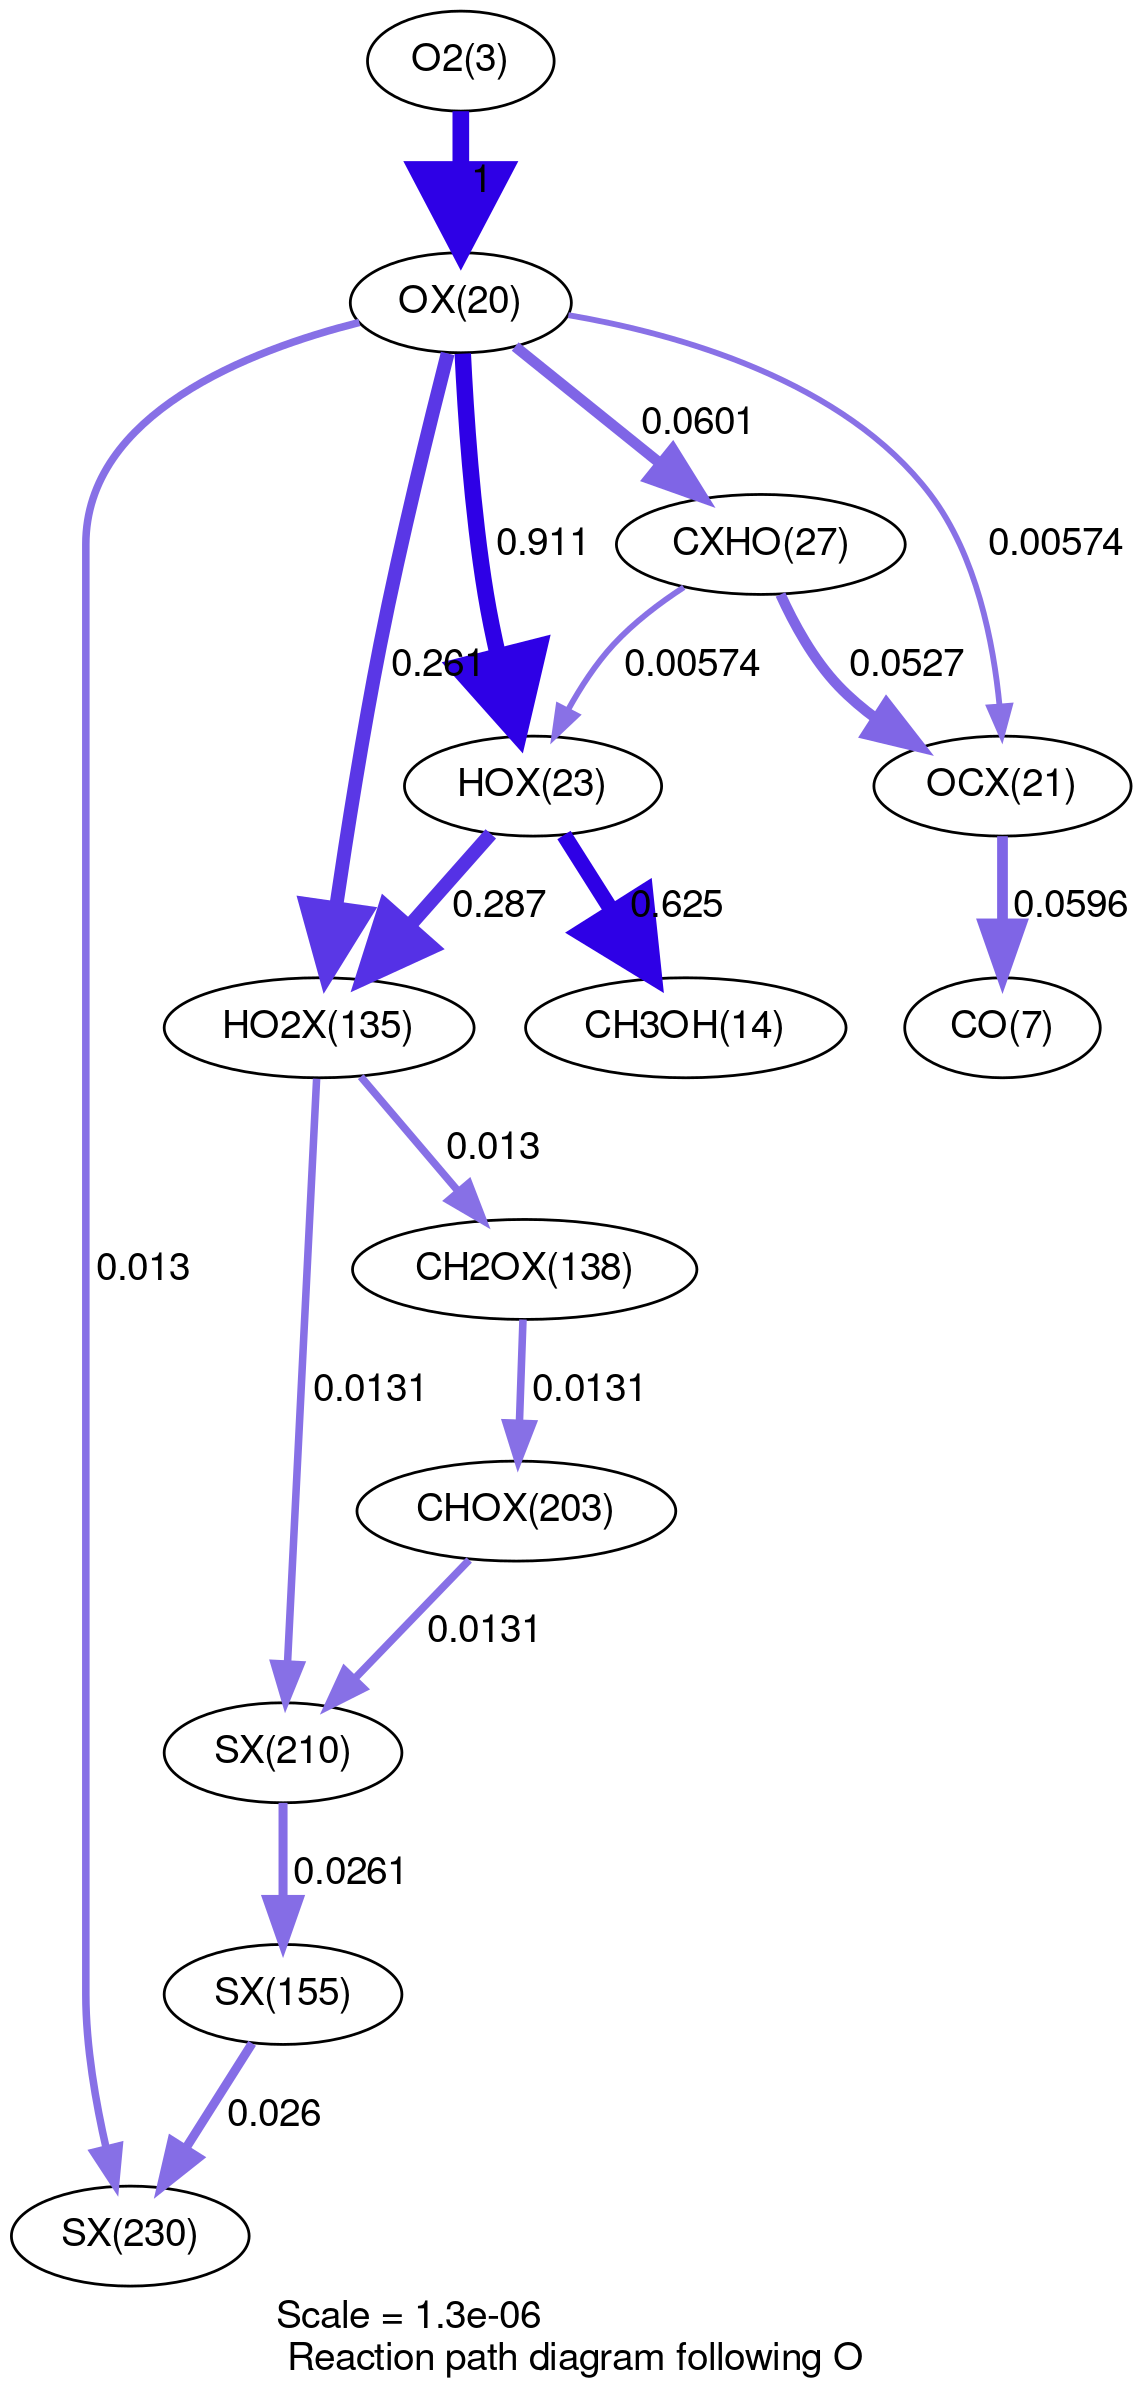 O2(3)
1
OX(20)
0.0601
CXHO(27)
0.911
0.00574
0.261
0.00574
0.0527
HOX(23)
OCX(21)
0.287
0.625
0.0596
HO2X(135)
CH3OH(14)
CO(7)
0.013
0.013
CH2OX(138)
0.0131
0.0131
CHOX(203)
0.0131
SX(210)
0.0261
SX(155)
0.026
SX(230)
Scale = 1.3e-06
Reaction path diagram following O